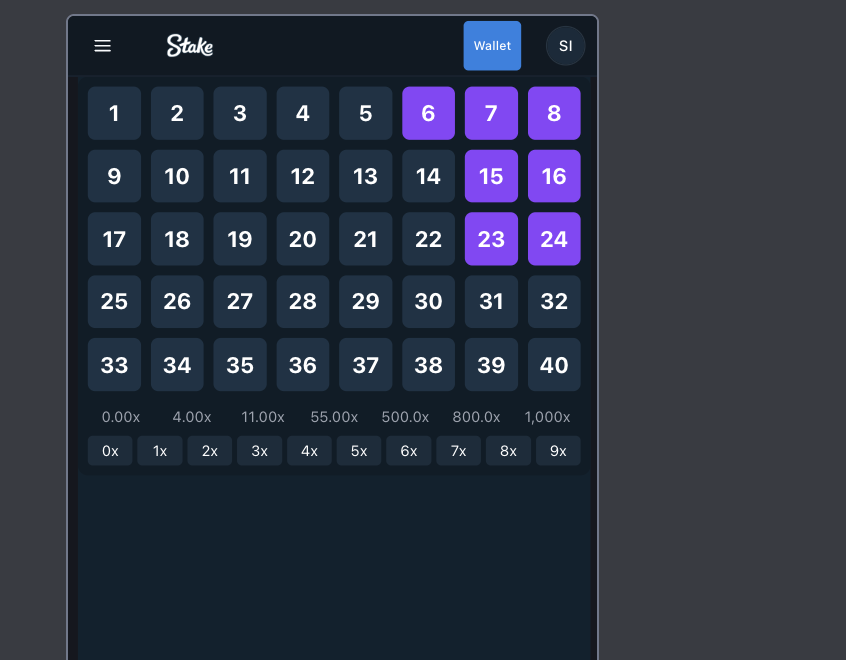 Stake Wallet SI
1 2 3 4 5 6 7 8
9 10 11 12 13 14 15 16
17 18 19 20 21 22 23 24
25 26 27 28 29 30 31 32
33 34 35 36 37 38 39 40
0.00x 4.00x 11.00x 55.00x 500.0x 800.0x 1,000x
0x 1x 2x 3x 4x 5x 6x 7x 8x 9x